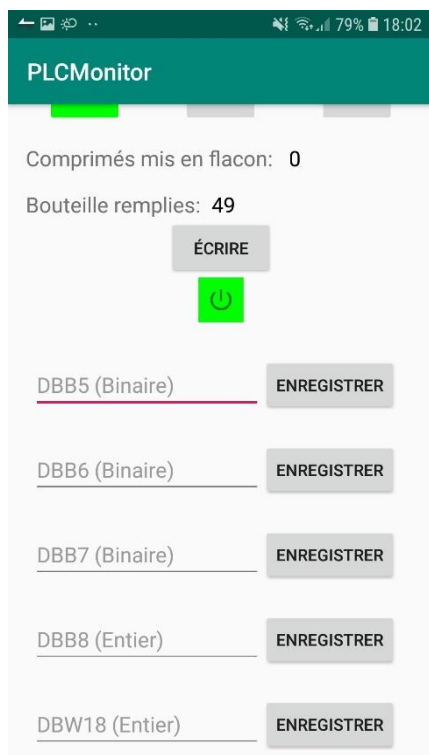 79% 18:02
PLCMonitor
Comprimés mis en flacon: 0
Bouteille remplies: 49
ÉCRIRE
DBB5 (Binaire) ENREGISTRER
DBB6 (Binaire) ENREGISTRER
DBB7 (Binaire) ENREGISTRER
DBB8 (Entier) ENREGISTRER
DBW18 (Entier) ENREGISTRER